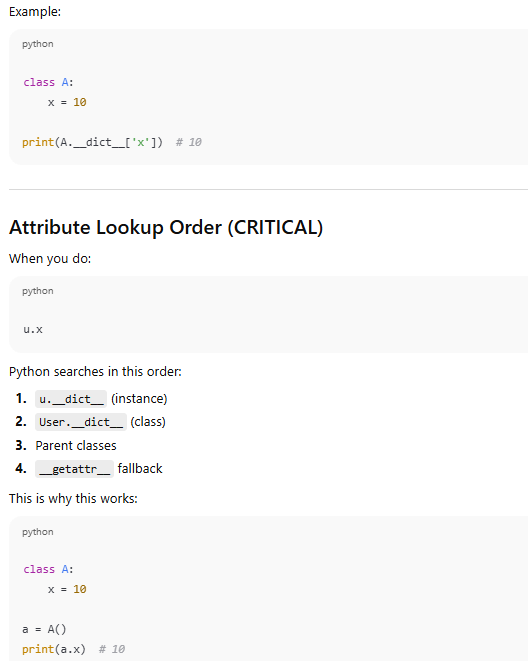 Example:
python
class A:
    x = 10
print(A.__dict__['x'])  # 10
Attribute Lookup Order (CRITICAL)
When you do:
python
u.x
Python searches in this order:
1. u.__dict__ (instance)
2. User.__dict__ (class)
3. Parent classes
4. __getattr__ fallback
This is why this works:
python
class A:
    x = 10
a = A()
print(a.x)  # 10